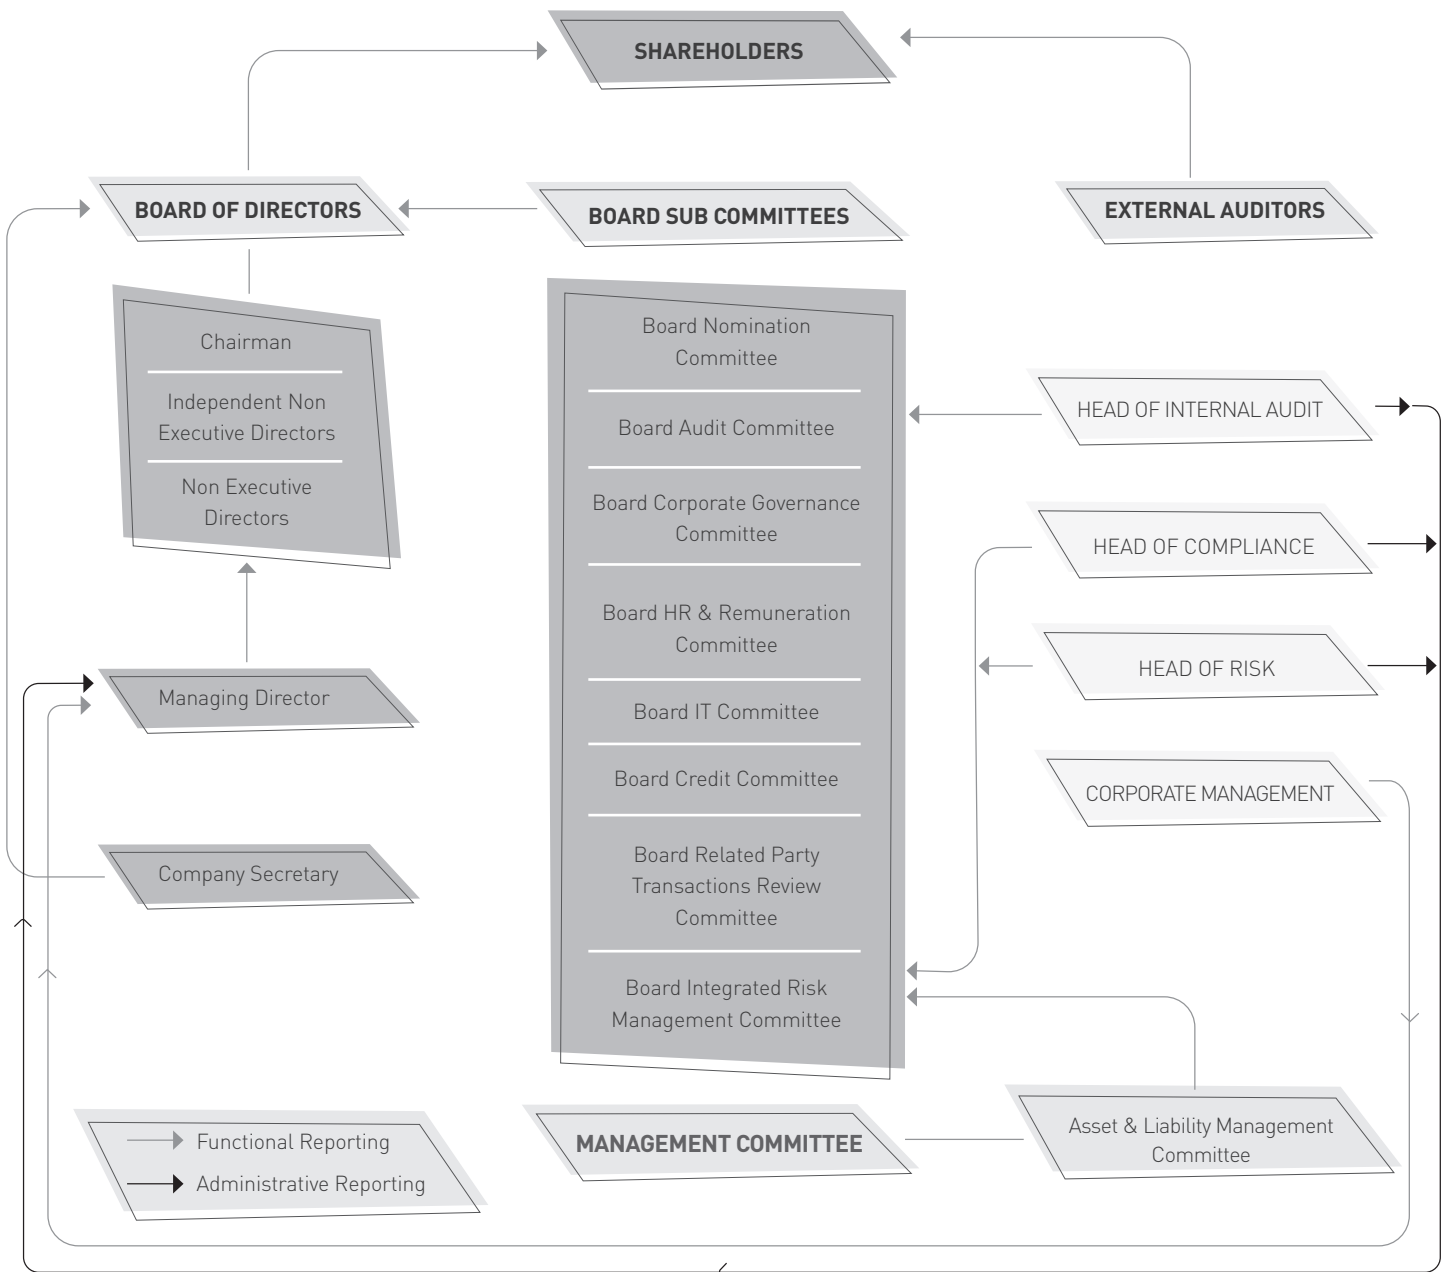 SHAREHOLDERS
BOARD OF DIRECTORS
BOARD SUB COMMITTEES
EXTERNAL AUDITORS
Chairman
Independent Non
Executive Directors
Non Executive
Directors
Managing Director
Company Secretary
Board Nomination
Committee
Board Audit Committee
Board Corporate Governance
Committee
Board HR & Remuneration
Committee
Board IT Committee
Board Credit Committee
Board Related Party
Transactions Review
Committee
Board Integrated Risk
Management Committee
HEAD OF INTERNAL AUDIT
HEAD OF COMPLIANCE
HEAD OF RISK
CORPORATE MANAGEMENT
Functional Reporting
Administrative Reporting
MANAGEMENT COMMITTEE
Asset & Liability Management
Committee